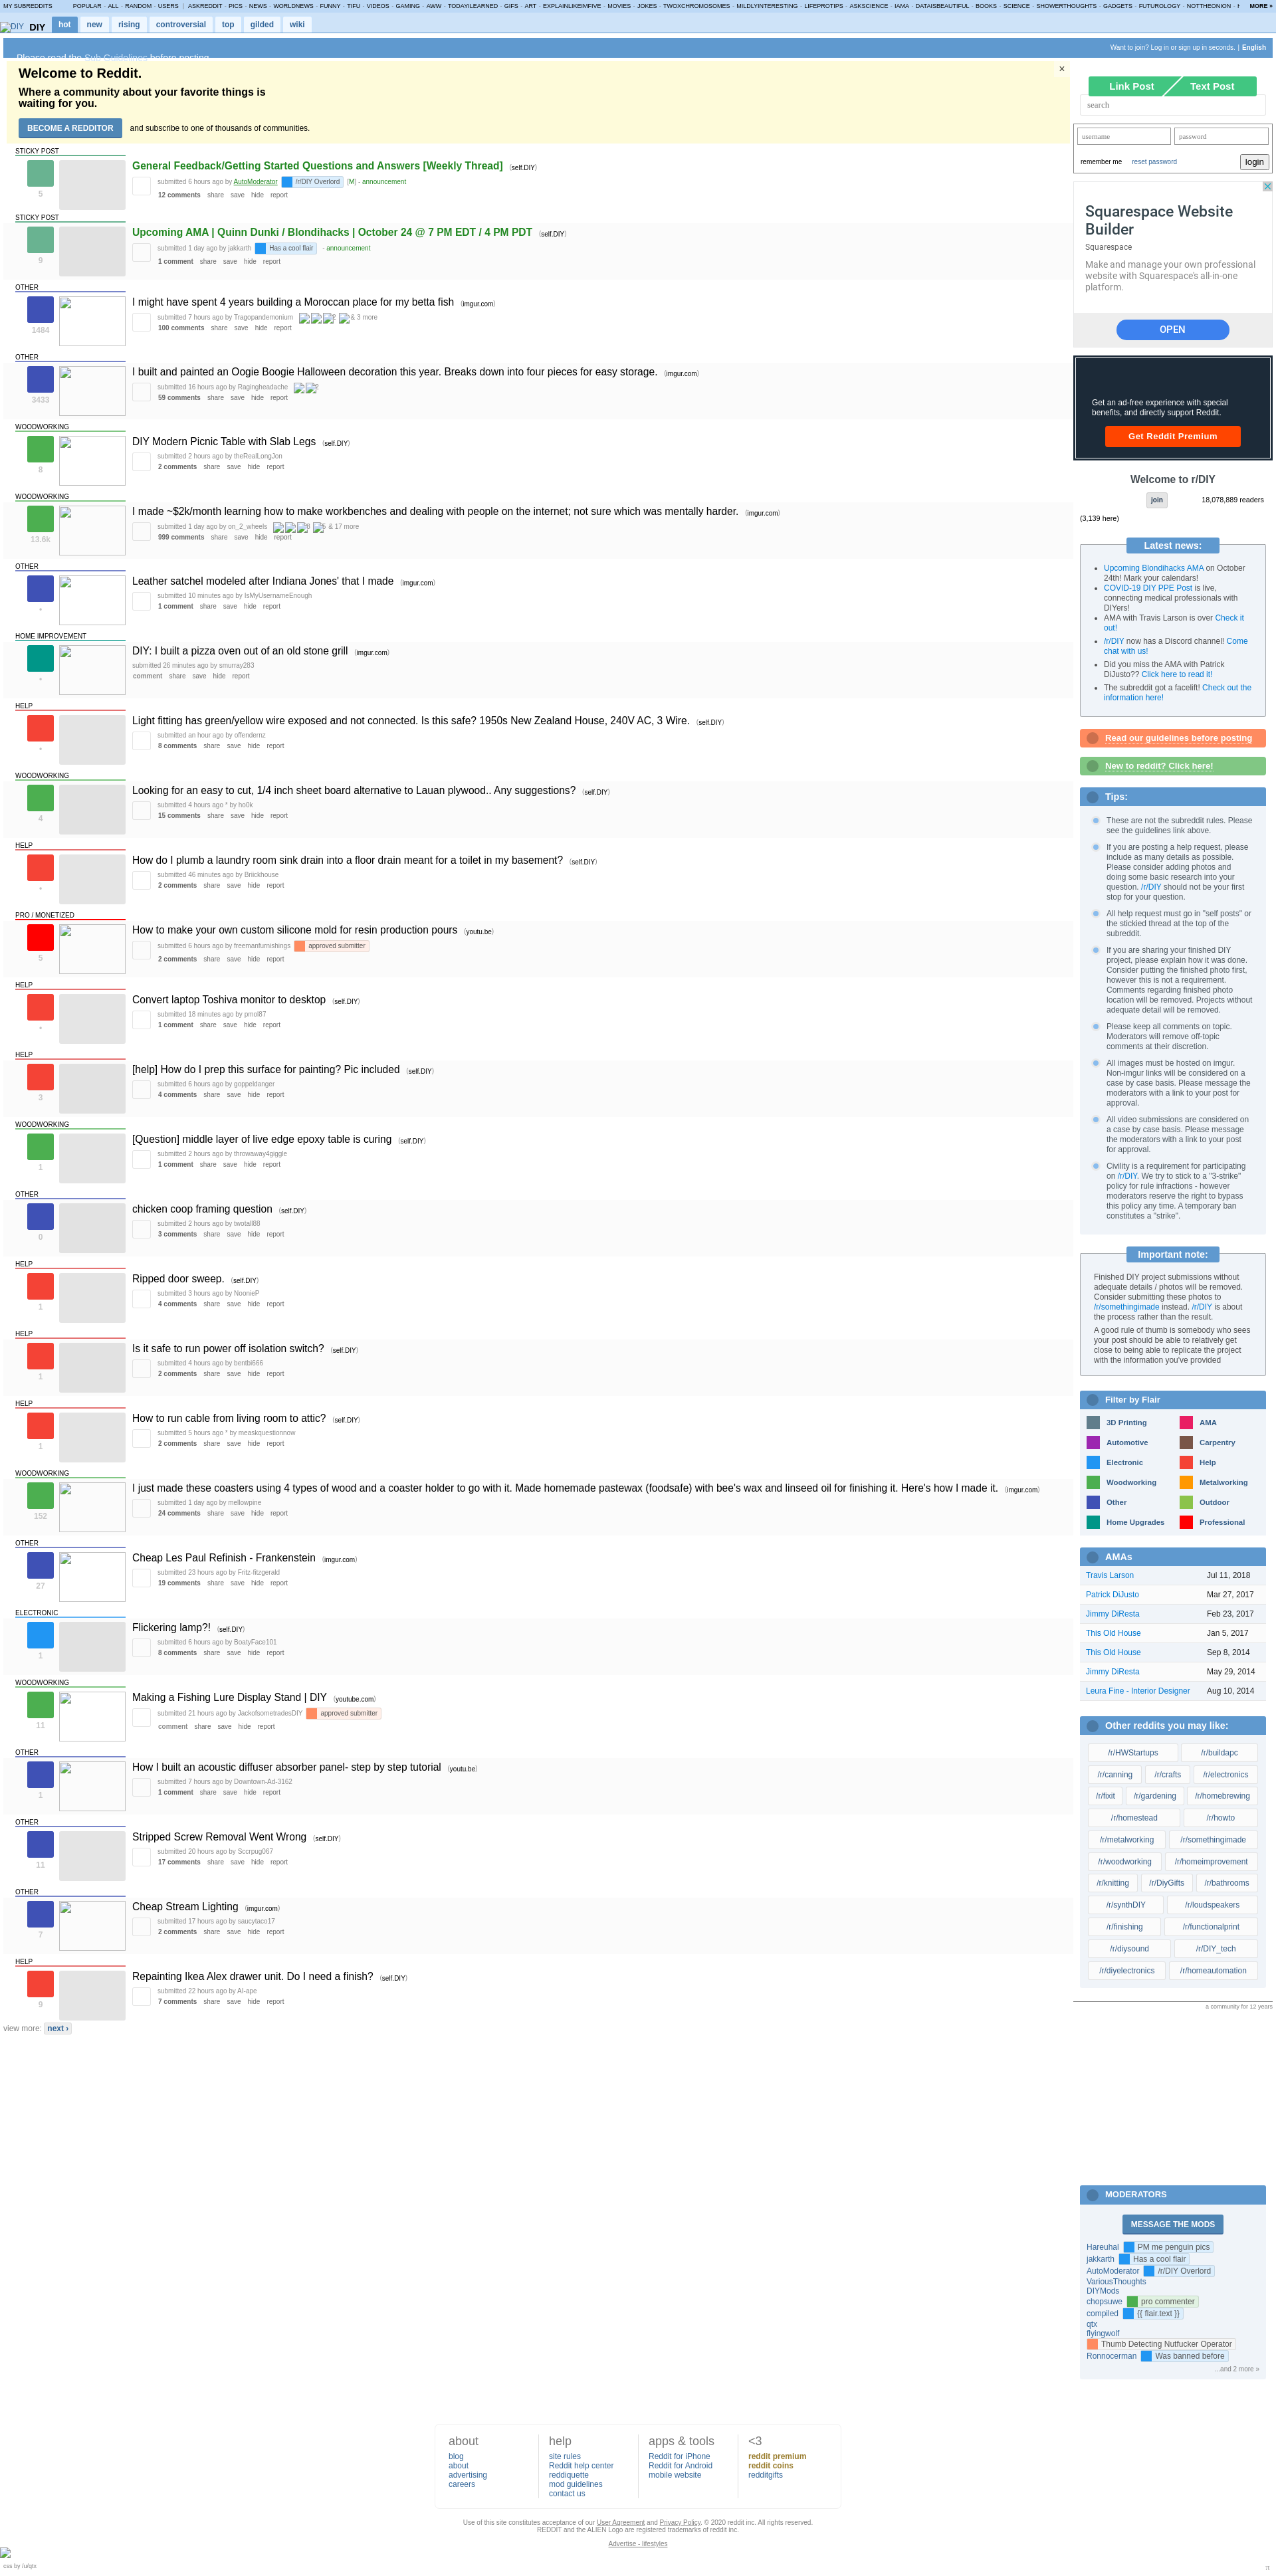 MY SUBREDDITS POPULAR - ALL - RANDOM - USERS | ASKREDDIT - PICS - NEWS - WORLDNEWS - FUNNY - TIFU - VIDEOS - GAMING - AWW - TODAYILEARNED - GIFS - ART - EXPLAINLIKEIMFIVE - MOVIES - JOKES - TWOXCHROMOSOMES - MILDLYINTERESTING - LIFEPROTIPS - ASKSCIENCE - IAMA - DATAISBEAUTIFUL - BOOKS - SCIENCE - SHOWERTHOUGHTS - GADGETS - FUTUROLOGY - NOTTHEONION - MORE »
DIY DIY hot new rising controversial top gilded wiki
Please read the Sub Guidelines before posting
Want to join? Log in or sign up in seconds. | English
Welcome to Reddit.
Where a community about your favorite things is
waiting for you.
BECOME A REDDITOR and subscribe to one of thousands of communities.
×
STICKY POST
5
General Feedback/Getting Started Questions and Answers [Weekly Thread] (self.DIY)
submitted 6 hours ago by AutoModerator /r/DIY Overlord [M] - announcement
12 comments share save hide report
STICKY POST
9
Upcoming AMA | Quinn Dunki / Blondihacks | October 24 @ 7 PM EDT / 4 PM PDT (self.DIY)
submitted 1 day ago by jakkarth Has a cool flair - announcement
1 comment share save hide report
OTHER
1484
I might have spent 4 years building a Moroccan place for my betta fish (imgur.com)
submitted 7 hours ago by Tragopandemonium & 3 more
100 comments share save hide report
OTHER
3433
I built and painted an Oogie Boogie Halloween decoration this year. Breaks down into four pieces for easy storage. (imgur.com)
submitted 16 hours ago by Ragingheadache
59 comments share save hide report
WOODWORKING
8
DIY Modern Picnic Table with Slab Legs (self.DIY)
submitted 2 hours ago by theRealLongJon
2 comments share save hide report
WOODWORKING
13.6k
I made ~$2k/month learning how to make workbenches and dealing with people on the internet; not sure which was mentally harder. (imgur.com)
submitted 1 day ago by on_2_wheels & 17 more
999 comments share save hide report
OTHER
•
Leather satchel modeled after Indiana Jones' that I made (imgur.com)
submitted 10 minutes ago by IsMyUsernameEnough
1 comment share save hide report
HOME IMPROVEMENT
•
DIY: I built a pizza oven out of an old stone grill (imgur.com)
submitted 26 minutes ago by smurray283
comment share save hide report
HELP
•
Light fitting has green/yellow wire exposed and not connected. Is this safe? 1950s New Zealand House, 240V AC, 3 Wire. (self.DIY)
submitted an hour ago by offendernz
8 comments share save hide report
WOODWORKING
4
Looking for an easy to cut, 1/4 inch sheet board alternative to Lauan plywood.. Any suggestions? (self.DIY)
submitted 4 hours ago * by ho0k
15 comments share save hide report
HELP
•
How do I plumb a laundry room sink drain into a floor drain meant for a toilet in my basement? (self.DIY)
submitted 46 minutes ago by Briickhouse
2 comments share save hide report
PRO / MONETIZED
5
How to make your own custom silicone mold for resin production pours (youtu.be)
submitted 6 hours ago by freemanfurnishings approved submitter
2 comments share save hide report
HELP
•
Convert laptop Toshiva monitor to desktop (self.DIY)
submitted 18 minutes ago by pmol87
1 comment share save hide report
HELP
3
[help] How do I prep this surface for painting? Pic included (self.DIY)
submitted 6 hours ago by goppeldanger
4 comments share save hide report
WOODWORKING
1
[Question] middle layer of live edge epoxy table is curing (self.DIY)
submitted 2 hours ago by throwaway4giggle
1 comment share save hide report
OTHER
0
chicken coop framing question (self.DIY)
submitted 2 hours ago by twotall88
3 comments share save hide report
HELP
1
Ripped door sweep. (self.DIY)
submitted 3 hours ago by NoonieP
4 comments share save hide report
HELP
1
Is it safe to run power off isolation switch? (self.DIY)
submitted 4 hours ago by bentbi666
2 comments share save hide report
HELP
1
How to run cable from living room to attic? (self.DIY)
submitted 5 hours ago * by measkquestionnow
2 comments share save hide report
WOODWORKING
152
I just made these coasters using 4 types of wood and a coaster holder to go with it. Made homemade pastewax (foodsafe) with bee's wax and linseed oil for finishing it. Here's how I made it. (imgur.com)
submitted 1 day ago by mellowpine
24 comments share save hide report
OTHER
27
Cheap Les Paul Refinish - Frankenstein (imgur.com)
submitted 23 hours ago by Fritz-fitzgerald
19 comments share save hide report
ELECTRONIC
1
Flickering lamp?! (self.DIY)
submitted 6 hours ago by BoatyFace101
8 comments share save hide report
WOODWORKING
11
Making a Fishing Lure Display Stand | DIY (youtube.com)
submitted 21 hours ago by JackofsometradesDIY approved submitter
comment share save hide report
OTHER
1
How I built an acoustic diffuser absorber panel- step by step tutorial (youtu.be)
submitted 7 hours ago by Downtown-Ad-3162
1 comment share save hide report
OTHER
11
Stripped Screw Removal Went Wrong (self.DIY)
submitted 20 hours ago by Sccrpug067
17 comments share save hide report
OTHER
7
Cheap Stream Lighting (imgur.com)
submitted 17 hours ago by saucytaco17
2 comments share save hide report
HELP
9
Repainting Ikea Alex drawer unit. Do I need a finish? (self.DIY)
submitted 22 hours ago by Al-ape
7 comments share save hide report
view more: next ›
Link Post Text Post
search
username password
remember me reset password login
Squarespace Website
Builder
Squarespace
Make and manage your own professional
website with Squarespace's all-in-one
platform.
OPEN
Get an ad-free experience with special
benefits, and directly support Reddit.
Get Reddit Premium
Welcome to r/DIY
join 18,078,889 readers
(3,139 here)
Latest news:
Upcoming Blondihacks AMA on October
24th! Mark your calendars!
COVID-19 DIY PPE Post is live,
connecting medical professionals with
DIYers!
AMA with Travis Larson is over Check it
out!
/r/DIY now has a Discord channel! Come
chat with us!
Did you miss the AMA with Patrick
DiJusto?? Click here to read it!
The subreddit got a facelift! Check out the
information here!
Read our guidelines before posting
New to reddit? Click here!
Tips:
These are not the subreddit rules. Please
see the guidelines link above.
If you are posting a help request, please
include as many details as possible.
Please consider adding photos and
doing some basic research into your
question. /r/DIY should not be your first
stop for your question.
All help request must go in "self posts" or
the stickied thread at the top of the
subreddit.
If you are sharing your finished DIY
project, please explain how it was done.
Consider putting the finished photo first,
however this is not a requirement.
Comments regarding finished photo
location will be removed. Projects without
adequate detail will be removed.
Please keep all comments on topic.
Moderators will remove off-topic
comments at their discretion.
All images must be hosted on imgur.
Non-imgur links will be considered on a
case by case basis. Please message the
moderators with a link to your post for
approval.
All video submissions are considered on
a case by case basis. Please message
the moderators with a link to your post
for approval.
Civility is a requirement for participating
on /r/DIY. We try to stick to a "3-strike"
policy for rule infractions - however
moderators reserve the right to bypass
this policy any time. A temporary ban
constitutes a "strike".
Important note:
Finished DIY project submissions without
adequate details / photos will be removed.
Consider submitting these photos to
/r/somethingimade instead. /r/DIY is about
the process rather than the result.
A good rule of thumb is somebody who sees
your post should be able to relatively get
close to being able to replicate the project
with the information you've provided
Filter by Flair
3D Printing AMA
Automotive Carpentry
Electronic Help
Woodworking Metalworking
Other Outdoor
Home Upgrades Professional
AMAs
Travis Larson Jul 11, 2018
Patrick DiJusto Mar 27, 2017
Jimmy DiResta Feb 23, 2017
This Old House Jan 5, 2017
This Old House Sep 8, 2014
Jimmy DiResta May 29, 2014
Leura Fine - Interior Designer Aug 10, 2014
Other reddits you may like:
/r/HWStartups /r/buildapc
/r/canning /r/crafts /r/electronics
/r/fixit /r/gardening /r/homebrewing
/r/homestead /r/howto
/r/metalworking /r/somethingimade
/r/woodworking /r/homeimprovement
/r/knitting /r/DiyGifts /r/bathrooms
/r/synthDIY /r/loudspeakers
/r/finishing /r/functionalprint
/r/diysound /r/DIY_tech
/r/diyelectronics /r/homeautomation
a community for 12 years
MODERATORS
MESSAGE THE MODS
Hareuhal PM me penguin pics
jakkarth Has a cool flair
AutoModerator /r/DIY Overlord
VariousThoughts
DIYMods
chopsuwe pro commenter
compiled {{ flair.text }}
qtx
flyingwolf
Thumb Detecting Nutfucker Operator
Ronnocerman Was banned before
...and 2 more »
about help apps & tools <3
blog site rules Reddit for iPhone reddit premium
about Reddit help center Reddit for Android reddit coins
advertising reddiquette mobile website redditgifts
careers mod guidelines
contact us
Use of this site constitutes acceptance of our User Agreement and Privacy Policy. © 2020 reddit inc. All rights reserved.
REDDIT and the ALIEN Logo are registered trademarks of reddit inc.
Advertise - lifestyles
css by /u/qtx
π